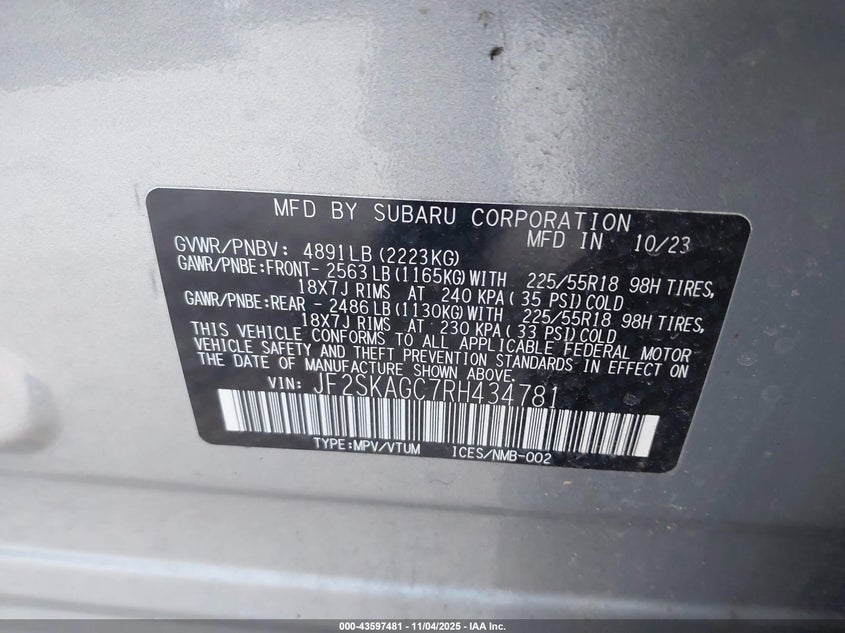 MFD BY SUBARU CORPORATION
MFD IN 10/23
GVWR/PNBV: 4891LB (2223KG)
GAWR/PNBE:FRONT- 2563 LB (1165KG) WITH 225/55R18 98H TIRES,
18X7J RIMS AT 240 KPA ( 35 PSI) COLD
GAWR/PNBE:REAR - 2486 LB (1130KG) WITH 225/55R18 98H TIRES,
18X7J RIMS AT 230 KPA ( 33 PSI) COLD
THIS VEHICLE CONFORMS TO ALL APPLICABLE FEDERAL MOTOR
VEHICLE SAFETY AND THEFT PREVENTION STANDARDS IN EFFECT ON
THE DATE OF MANUFACTURE SHOWN ABOVE.
VIN: JF2SKAGC7RH434781
TYPE:MPV/VTUM ICES/NMB-002
000-43597481 - 11/04/2025 - IAA Inc.